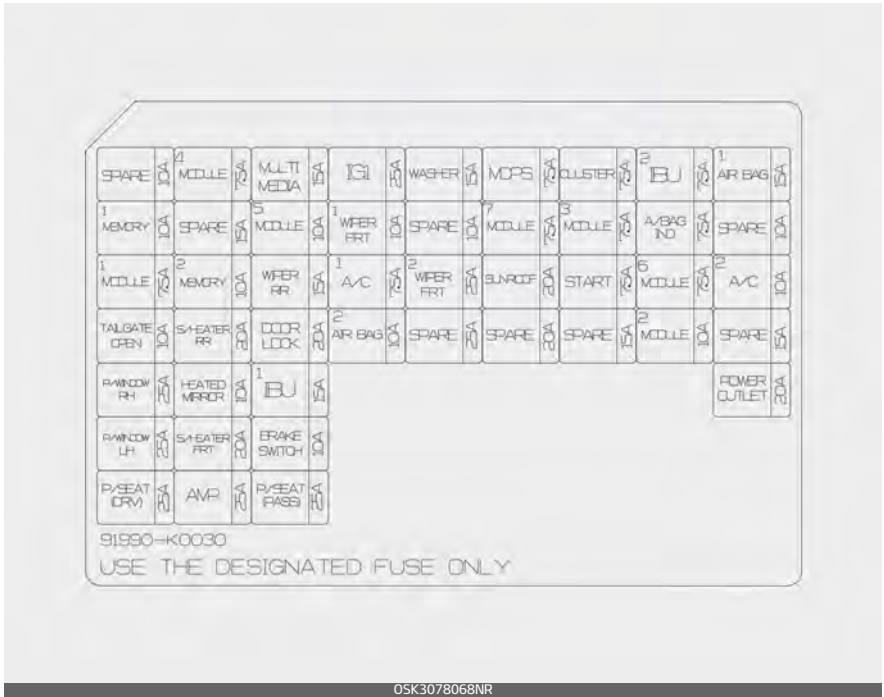 SPARE 10A
4 MODULE 7.5A
MULTI
MEDIA 15A
IG1 25A
WASHER 15A
MDPS 7.5A
CLUSTER 7.5A
2 IBU 7.5A
1 AIR BAG 15A
1 MEMORY 10A
SPARE 15A
5 MODULE 10A
1 WIPER
FRT 10A
SPARE 10A
7 MODULE 7.5A
3 MODULE 7.5A
A/BAG
IND 7.5A
SPARE 10A
1 MODULE 7.5A
2 MEMORY 10A
WIPER
RR 15A
1 A/C 7.5A
2 WIPER
FRT 25A
SUNROOF 20A
START 7.5A
6 MODULE 7.5A
2 A/C 10A
TAILGATE
OPEN 10A
S/HEATER
RR 20A
DOOR
LOCK 20A
2 AIR BAG 10A
SPARE 25A
SPARE 20A
SPARE 15A
2 MODULE 10A
SPARE 15A
P/WINDOW
RH 25A
HEATED
MIRROR 10A
1 IBU 15A
POWER
OUTLET 20A
P/WINDOW
LH 25A
S/HEATER
FRT 20A
BRAKE
SWITCH 10A
P/SEAT
(DRV) 25A
AMP 25A
P/SEAT
(PASS) 25A
91990-K0030
USE THE DESIGNATED FUSE ONLY
OSK3078068NR